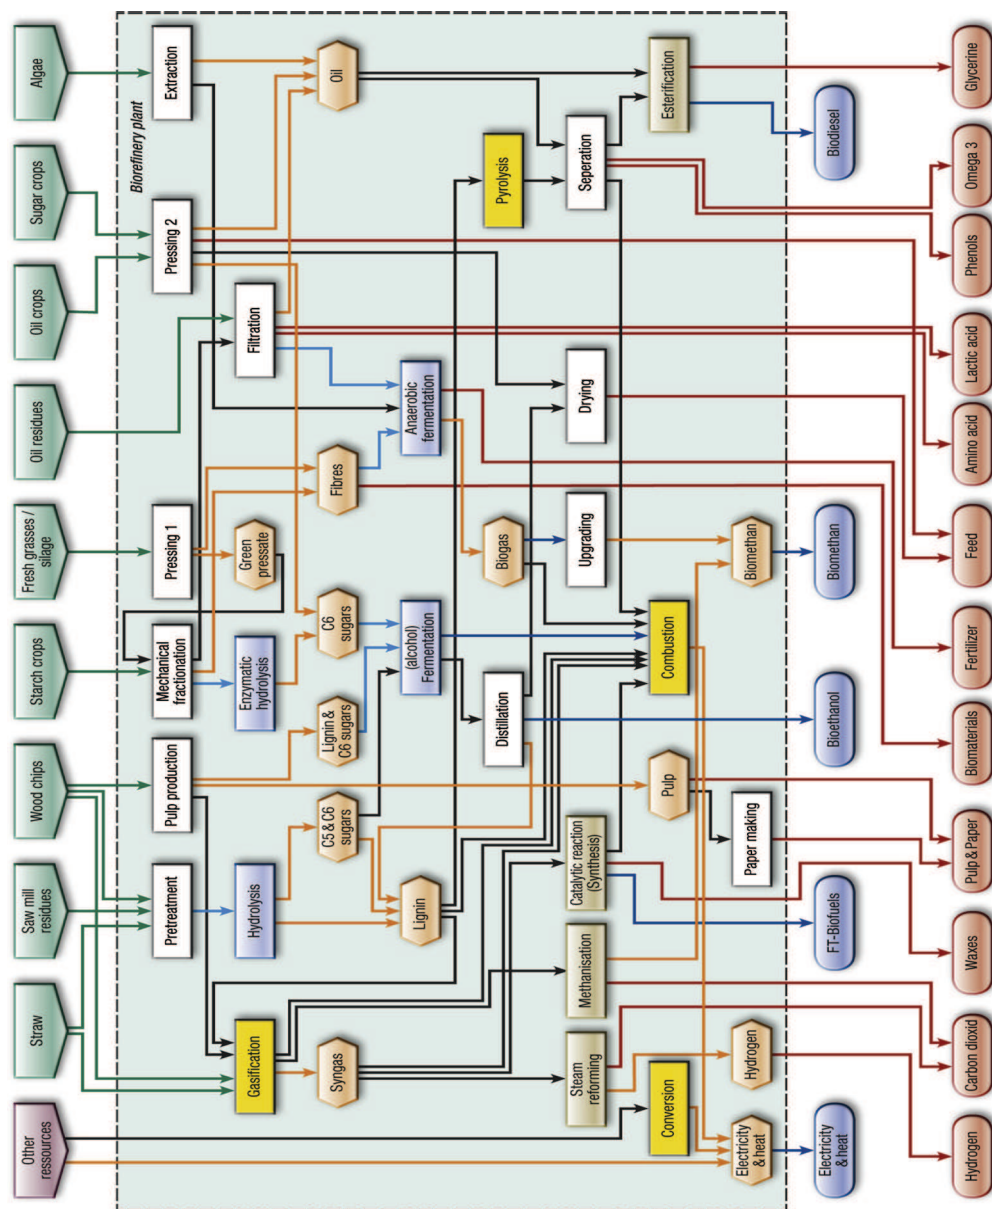 Algae
Sugar crops
Oil crops
Oil residues
Fresh grasses /
silage
Starch crops
Wood chips
Saw mill
residues
Straw
Other
ressources
Biorefinery plant
Extraction
Pressing 2
Pressing 1
Mechanical
fractionation
Pulp production
Pretreatment
Filtration
Green
pressate
Enzymatic
hydrolysis
Hydrolysis
Gasification
Oil
Fibres
C6
sugars
Lignin &
C6 sugars
C5 & C6
sugars
Syngas
Anaerobic
fermentation
(alcohol)
Fermentation
Lignin
Pyrolysis
Biogas
Distillation
Seperation
Drying
Upgrading
Catalytic reaction
(Synthesis)
Methanisation
Steam
reforming
Esterification
Combustion
Pulp
Conversion
Biomethan
Paper making
Hydrogen
Electricity
& heat
Biodiesel
Biomethan
Bioethanol
FT-Biofuels
Electricity
& heat
Glycerine
Omega 3
Phenols
Lactic acid
Amino acid
Feed
Fertilizer
Biomaterials
Pulp & Paper
Waxes
Carbon dioxid
Hydrogen